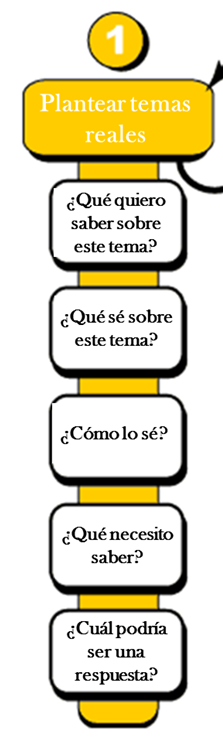 1
Plantear temas
reales
¿Qué quiero
saber sobre
este tema?
¿Qué sé sobre
este tema?
¿Cómo lo sé?
¿Qué necesito
saber?
¿Cuál podría
ser una
respuesta?